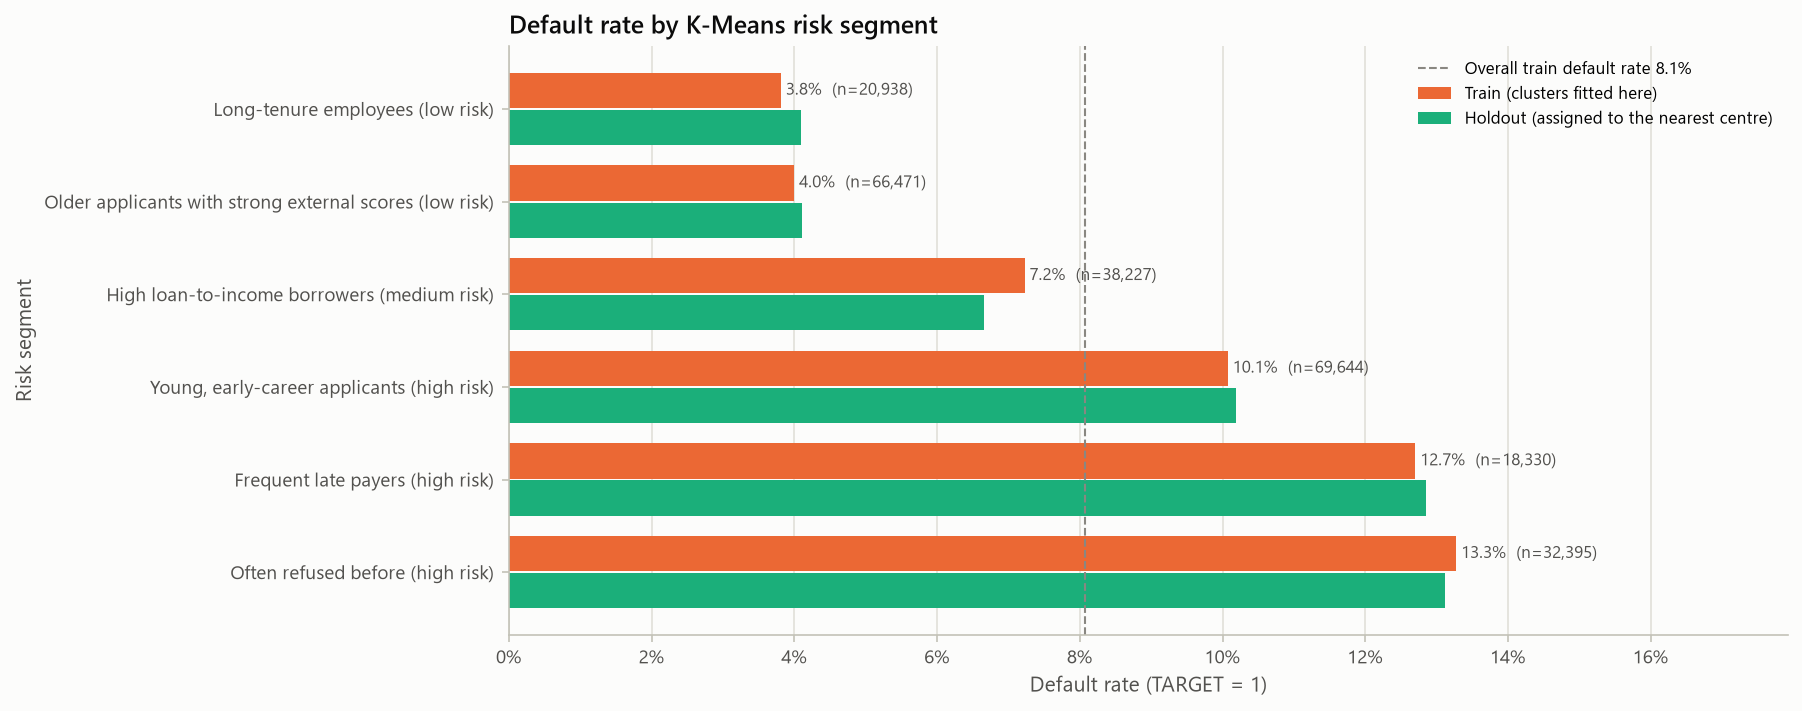 Default rate by K-Means risk segment
Overall train default rate 8.1%
Train (clusters fitted here)
Holdout (assigned to the nearest centre)
Risk segment
Long-tenure employees (low risk)
3.8% (n=20,938)
Older applicants with strong external scores (low risk)
4.0% (n=66,471)
High loan-to-income borrowers (medium risk)
7.2% (n=38,227)
Young, early-career applicants (high risk)
10.1% (n=69,644)
Frequent late payers (high risk)
12.7% (n=18,330)
Often refused before (high risk)
13.3% (n=32,395)
0% 2% 4% 6% 8% 10% 12% 14% 16%
Default rate (TARGET = 1)